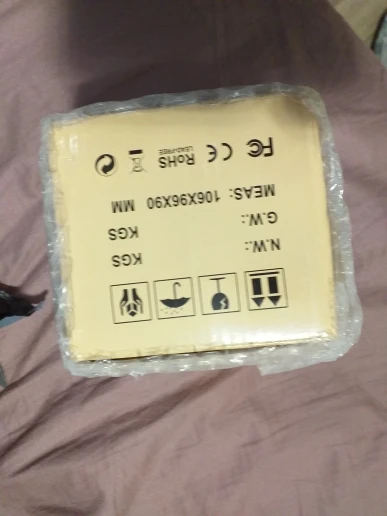 N.W.: KGS
G.W.: KGS
MEAS: 106X96X90 MM
FC CE RoHS
LEAD-FREE